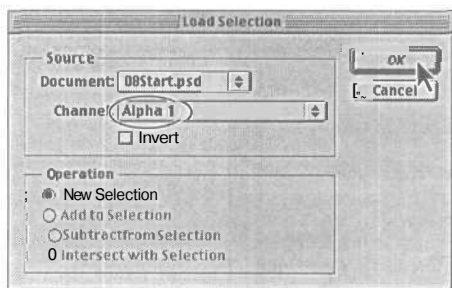 Load Selection
Source
Document: 08Start.psd
Channel: Alpha 1
Invert
OK
Cancel
Operation
New Selection
Add to Selection
Subtract from Selection
Intersect with Selection